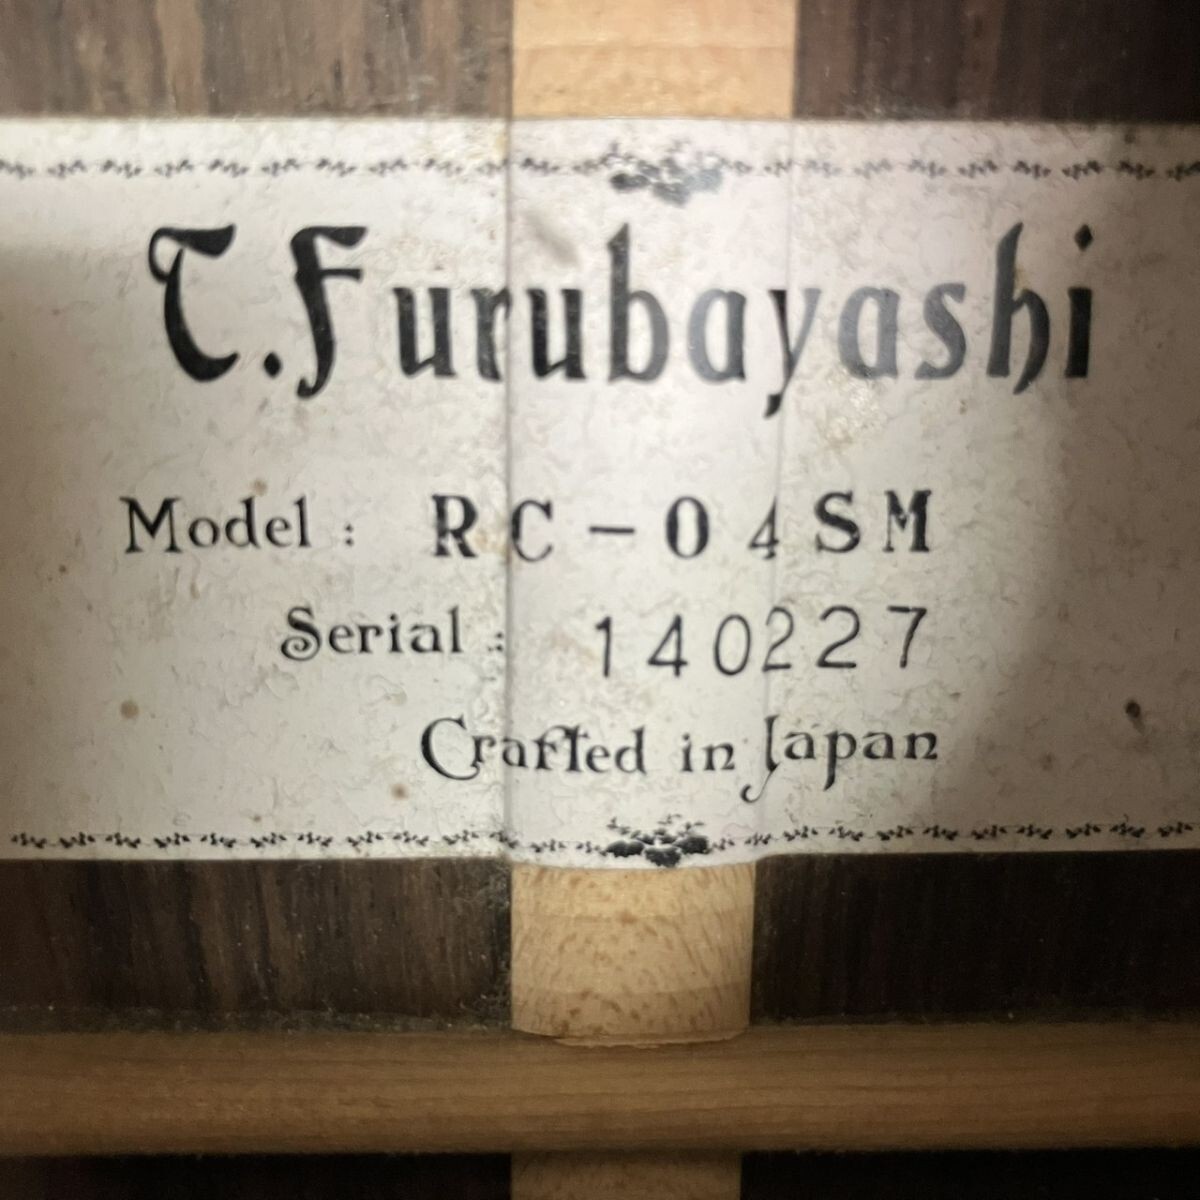 T.Furubayashi
Model : RC-04SM
Serial : 140227
Crafted in Japan